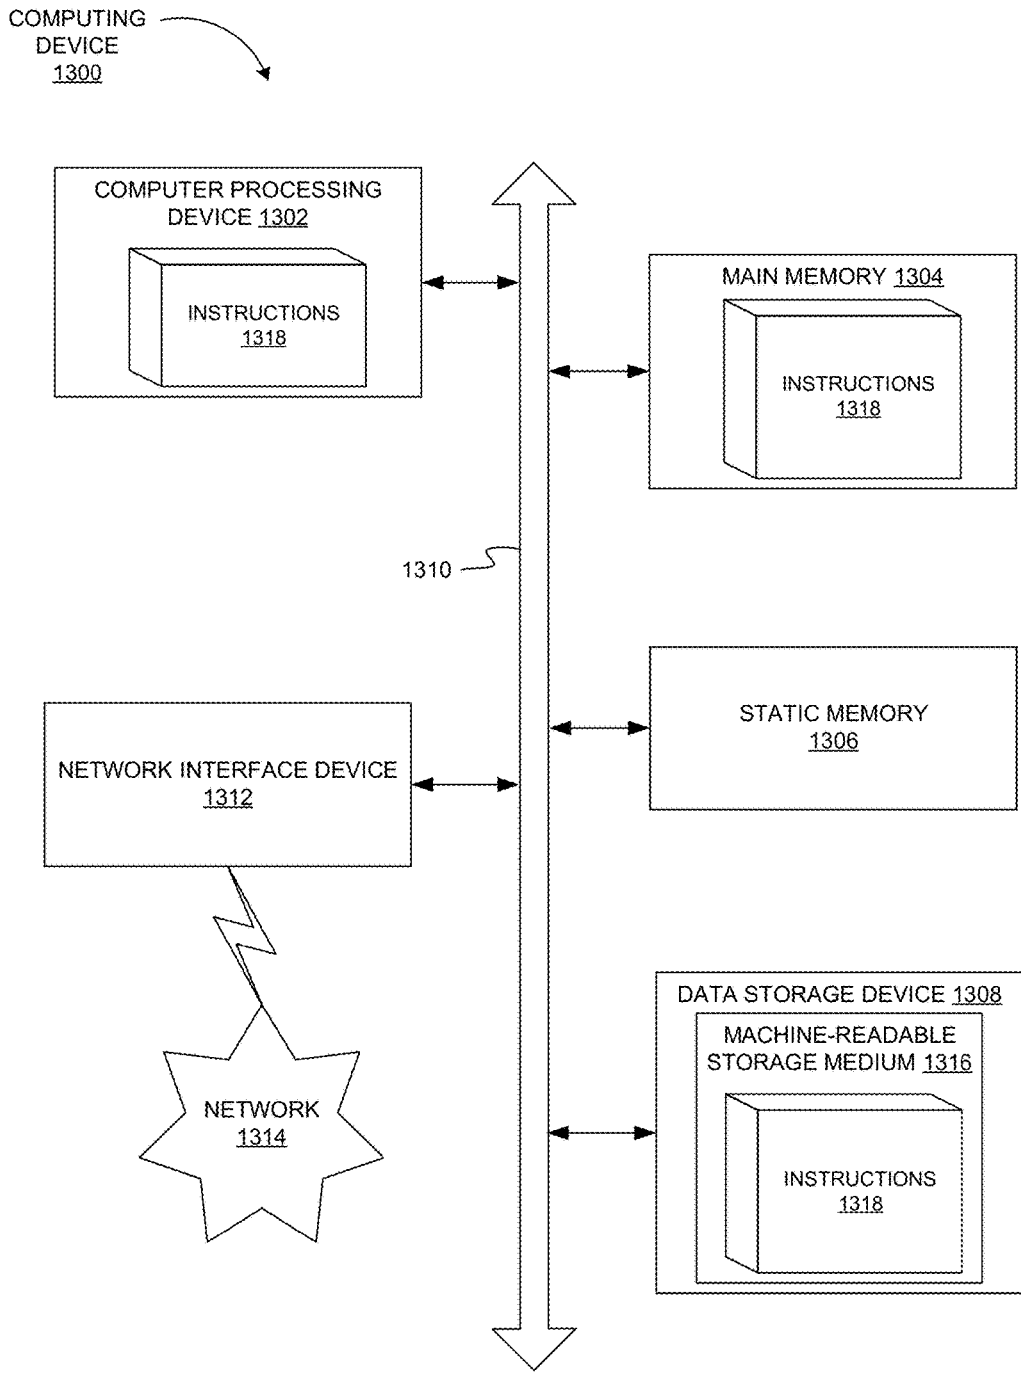 COMPUTING
DEVICE
1300
COMPUTER PROCESSING
DEVICE 1302
INSTRUCTIONS
1318
MAIN MEMORY 1304
INSTRUCTIONS
1318
1310
STATIC MEMORY
1306
NETWORK INTERFACE DEVICE
1312
DATA STORAGE DEVICE 1308
MACHINE-READABLE
STORAGE MEDIUM 1316
INSTRUCTIONS
1318
NETWORK
1314